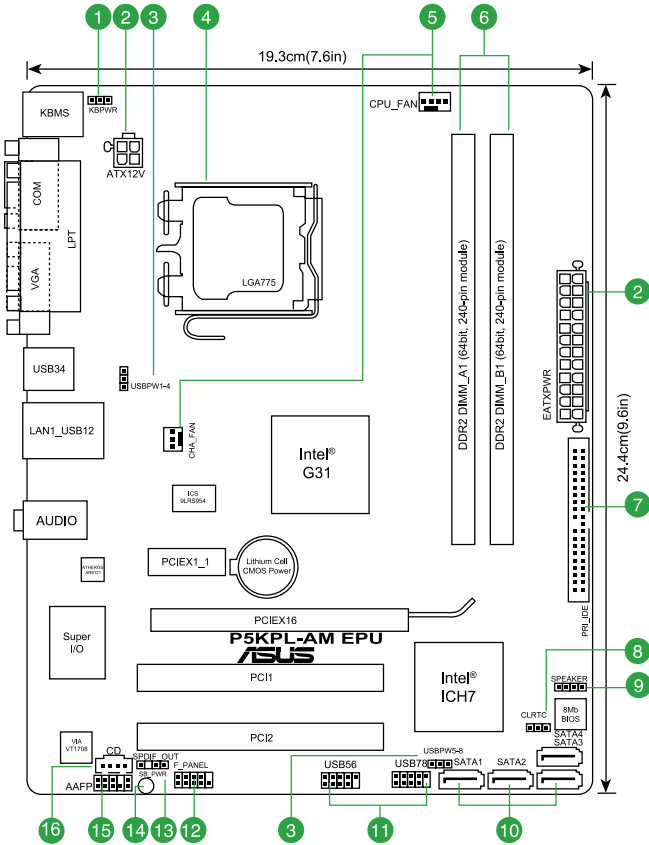 1
2
3
4
5
6
19.3cm(7.6in)
KBMS
KBPWR
CPU_FAN
ATX12V
COM
LPT
VGA
LGA775
DDR2 DIMM_A1 (64bit, 240-pin module)
DDR2 DIMM_B1 (64bit, 240-pin module)
2
EATXPWR
24.4cm(9.6in)
USB34
USBPW1-4
LAN1_USB12
CHA_FAN
Intel®
G31
ICS
9LRS954
7
AUDIO
PCIEX1_1
Lithium Cell
CMOS Power
ATHEROS
AR8121
PRI_IDE
PCIEX16
Super
I/O
P5KPL-AM EPU
ASUS
8
PCI1
Intel®
ICH7
SPEAKER
9
CLRTC
8Mb
BIOS
VIA
VT1708
PCI2
SATA4
SATA3
CD
SPDIF_OUT
SB_PWR
F_PANEL
USBPW5-8
USB56
USB78
SATA1
SATA2
AAFP
16
15
14
13
12
3
11
10